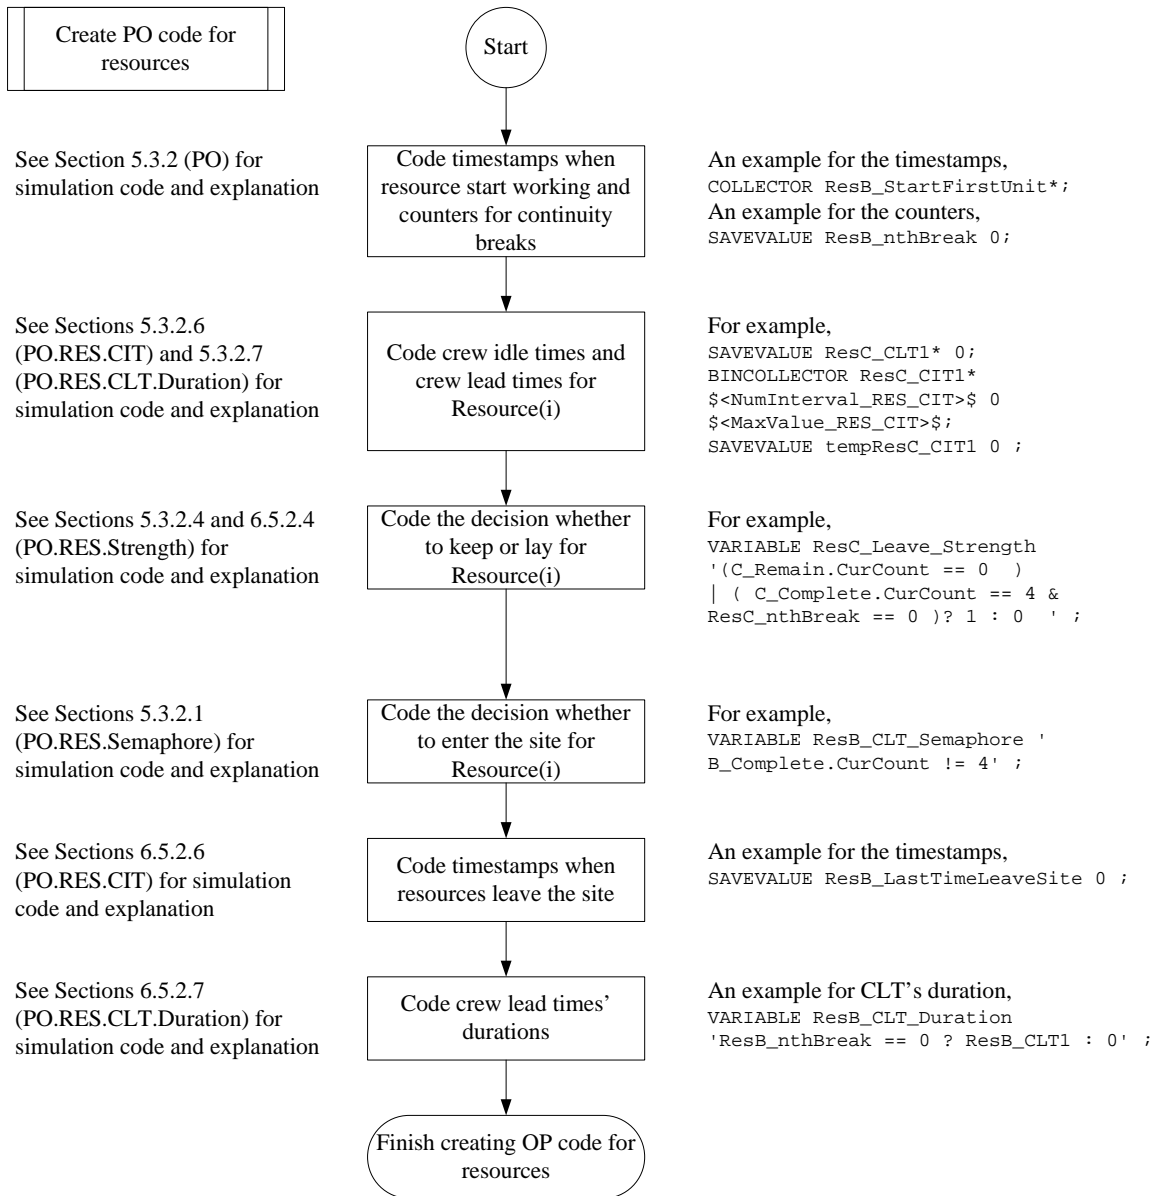 Create PO code for
resources
Start
See Section 5.3.2 (PO) for
simulation code and explanation
Code timestamps when
resource start working and
counters for continuity
breaks
An example for the timestamps,
COLLECTOR ResB_StartFirstUnit*;
An example for the counters,
SAVEVALUE ResB_nthBreak 0;
See Sections 5.3.2.6
(PO.RES.CIT) and 5.3.2.7
(PO.RES.CLT.Duration) for
simulation code and explanation
Code crew idle times and
crew lead times for
Resource(i)
For example,
SAVEVALUE ResC_CLT1* 0;
BINCOLLECTOR ResC_CIT1*
$<NumInterval_RES_CIT>$ 0
$<MaxValue_RES_CIT>$;
SAVEVALUE tempResC_CIT1 0 ;
See Sections 5.3.2.4 and 6.5.2.4
(PO.RES.Strength) for
simulation code and explanation
Code the decision whether
to keep or lay for
Resource(i)
For example,
VARIABLE ResC_Leave_Strength
'(C_Remain.CurCount == 0  )
| ( C_Complete.CurCount == 4 &
ResC_nthBreak == 0 )? 1 : 0  ' ;
See Sections 5.3.2.1
(PO.RES.Semaphore) for
simulation code and explanation
Code the decision whether
to enter the site for
Resource(i)
For example,
VARIABLE ResB_CLT_Semaphore '
B_Complete.CurCount != 4' ;
See Sections 6.5.2.6
(PO.RES.CIT) for simulation
code and explanation
Code timestamps when
resources leave the site
An example for the timestamps,
SAVEVALUE ResB_LastTimeLeaveSite 0 ;
See Sections 6.5.2.7
(PO.RES.CLT.Duration) for
simulation code and explanation
Code crew lead times’
durations
An example for CLT’s duration,
VARIABLE ResB_CLT_Duration
'ResB_nthBreak == 0 ? ResB_CLT1 : 0' ;
Finish creating OP code for
resources